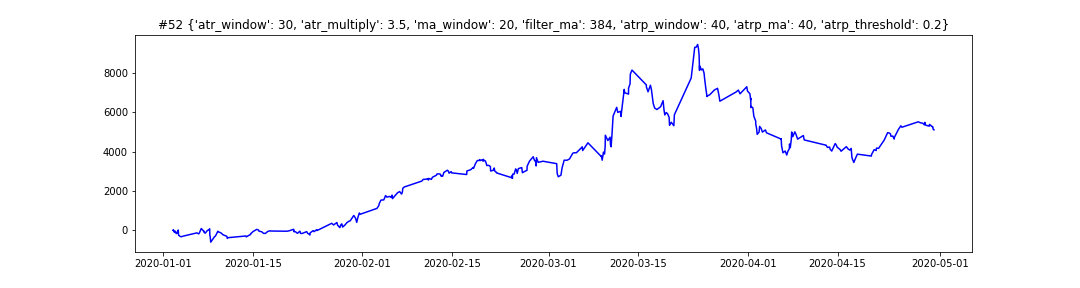 #52 {'atr_window': 30, 'atr_multiply': 3.5, 'ma_window': 20, 'filter_ma': 384, 'atrp_window': 40, 'atrp_ma': 40, 'atrp_threshold': 0.2}
8000
6000
4000
2000
0
2020-01-01 2020-01-15 2020-02-01 2020-02-15 2020-03-01 2020-03-15 2020-04-01 2020-04-15 2020-05-01